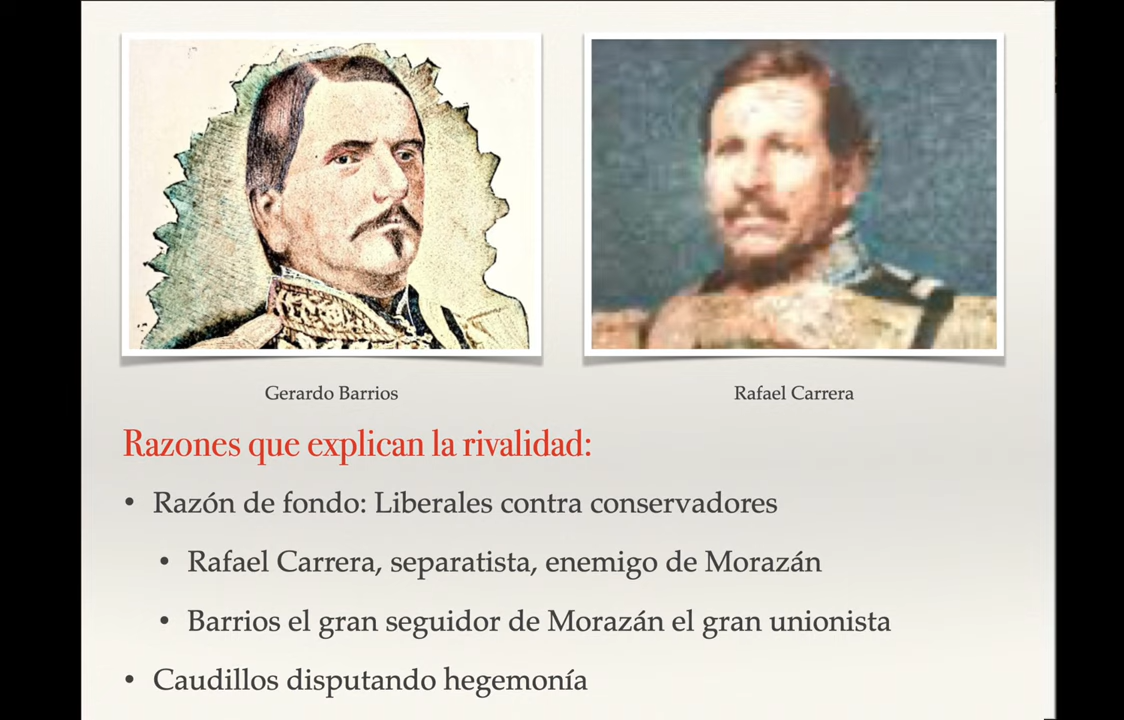 Gerardo Barrios
Rafael Carrera
Razones que explican la rivalidad:
• Razón de fondo: Liberales contra conservadores
• Rafael Carrera, separatista, enemigo de Morazán
• Barrios el gran seguidor de Morazán el gran unionista
• Caudillos disputando hegemonía